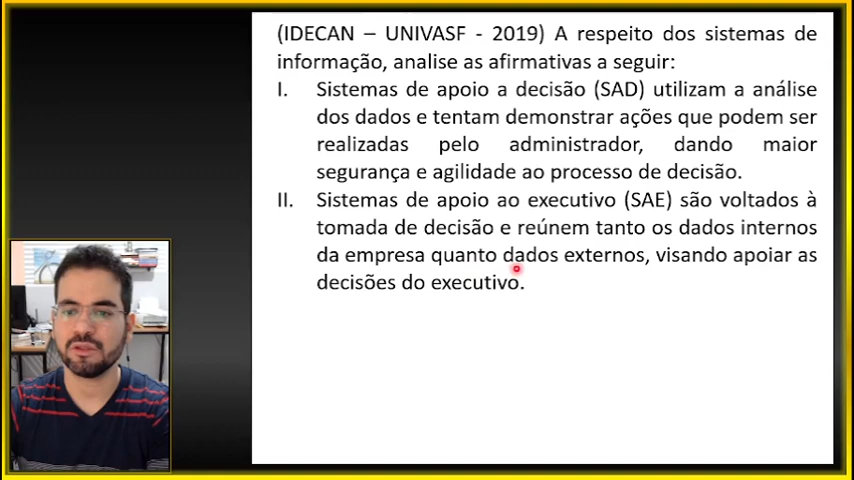 (IDECAN – UNIVASF - 2019) A respeito dos sistemas de
informação, analise as afirmativas a seguir:
I. Sistemas de apoio a decisão (SAD) utilizam a análise
dos dados e tentam demonstrar ações que podem ser
realizadas pelo administrador, dando maior
segurança e agilidade ao processo de decisão.
II. Sistemas de apoio ao executivo (SAE) são voltados à
tomada de decisão e reúnem tanto os dados internos
da empresa quanto dados externos, visando apoiar as
decisões do executivo.